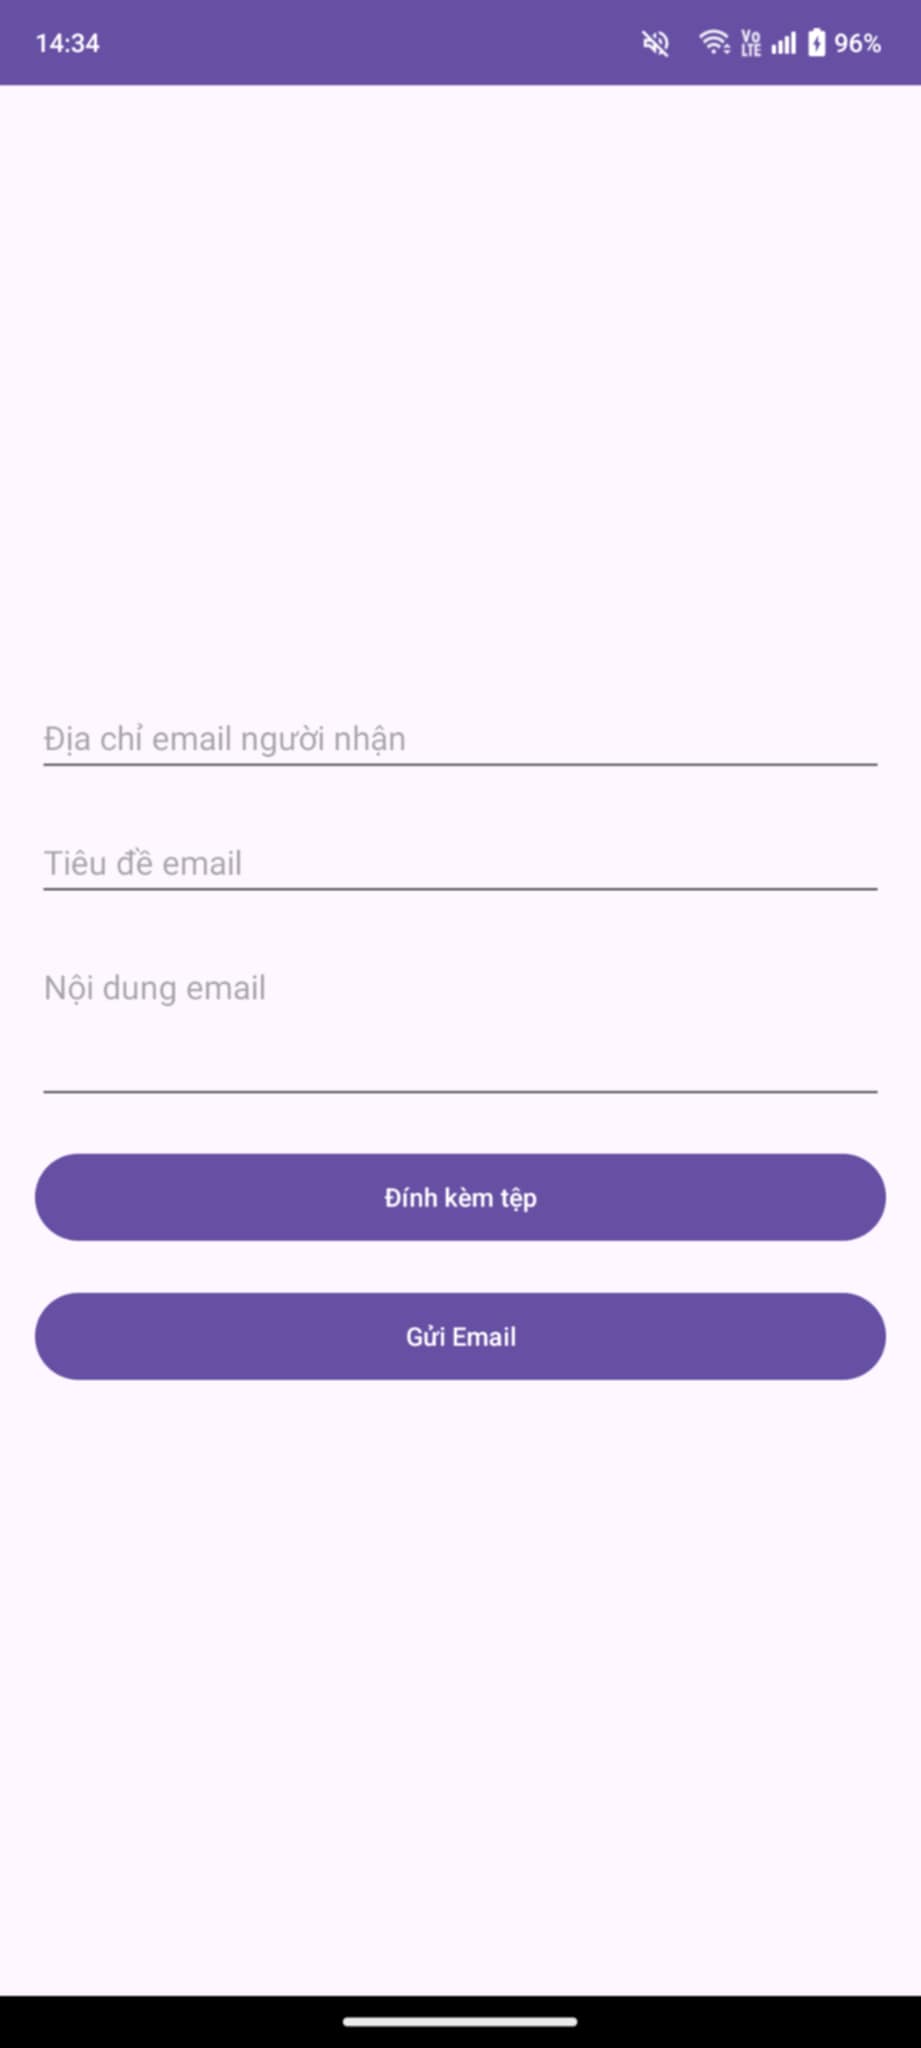 14:34
Vo
LTE
96%
Địa chỉ email người nhận
Tiêu đề email
Nội dung email
Đính kèm tệp
Gửi Email